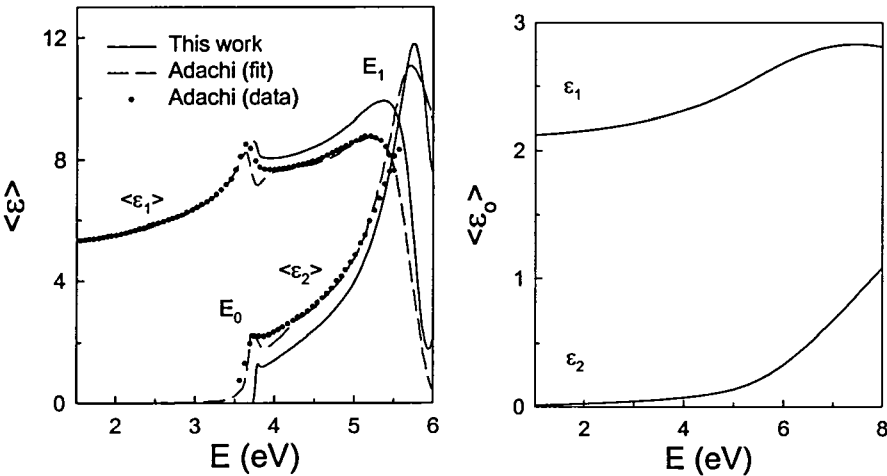 12
8
4
0
<ε>
This work
Adachi (fit)
Adachi (data)
E₁
<ε₁>
<ε₂>
E₀
2 3 4 5 6
E (eV)
3
2
1
0
<ε₀>
ε₁
ε₂
2 4 6 8
E (eV)